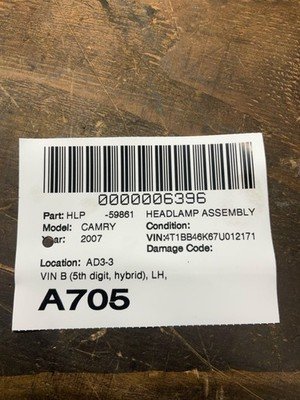 0000006396
Part: HLP -59861 HEADLAMP ASSEMBLY
Model: CAMRY Condition:
ar: 2007 VIN:4T1BB46K67U012171
Damage Code:
Location: AD3-3
VIN B (5th digit, hybrid), LH,
A705